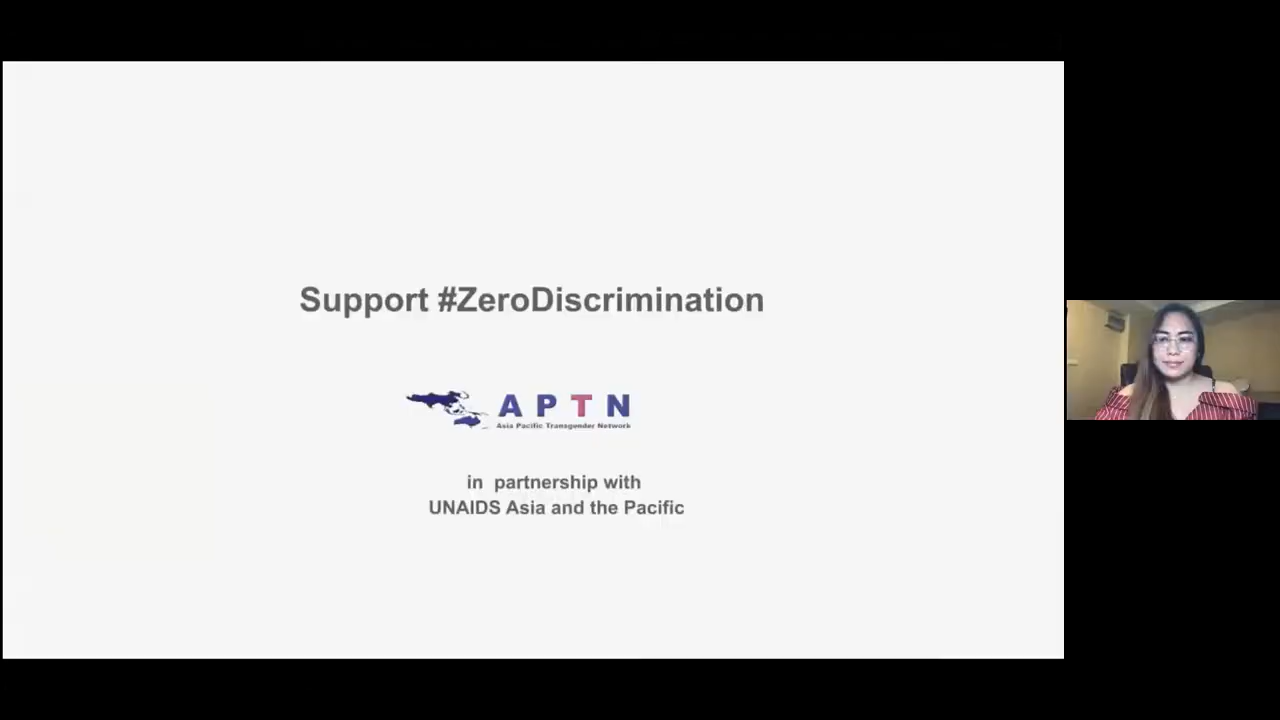 Support #ZeroDiscrimination
APTN
Asia Pacific Transgender Network
in partnership with
UNAIDS Asia and the Pacific